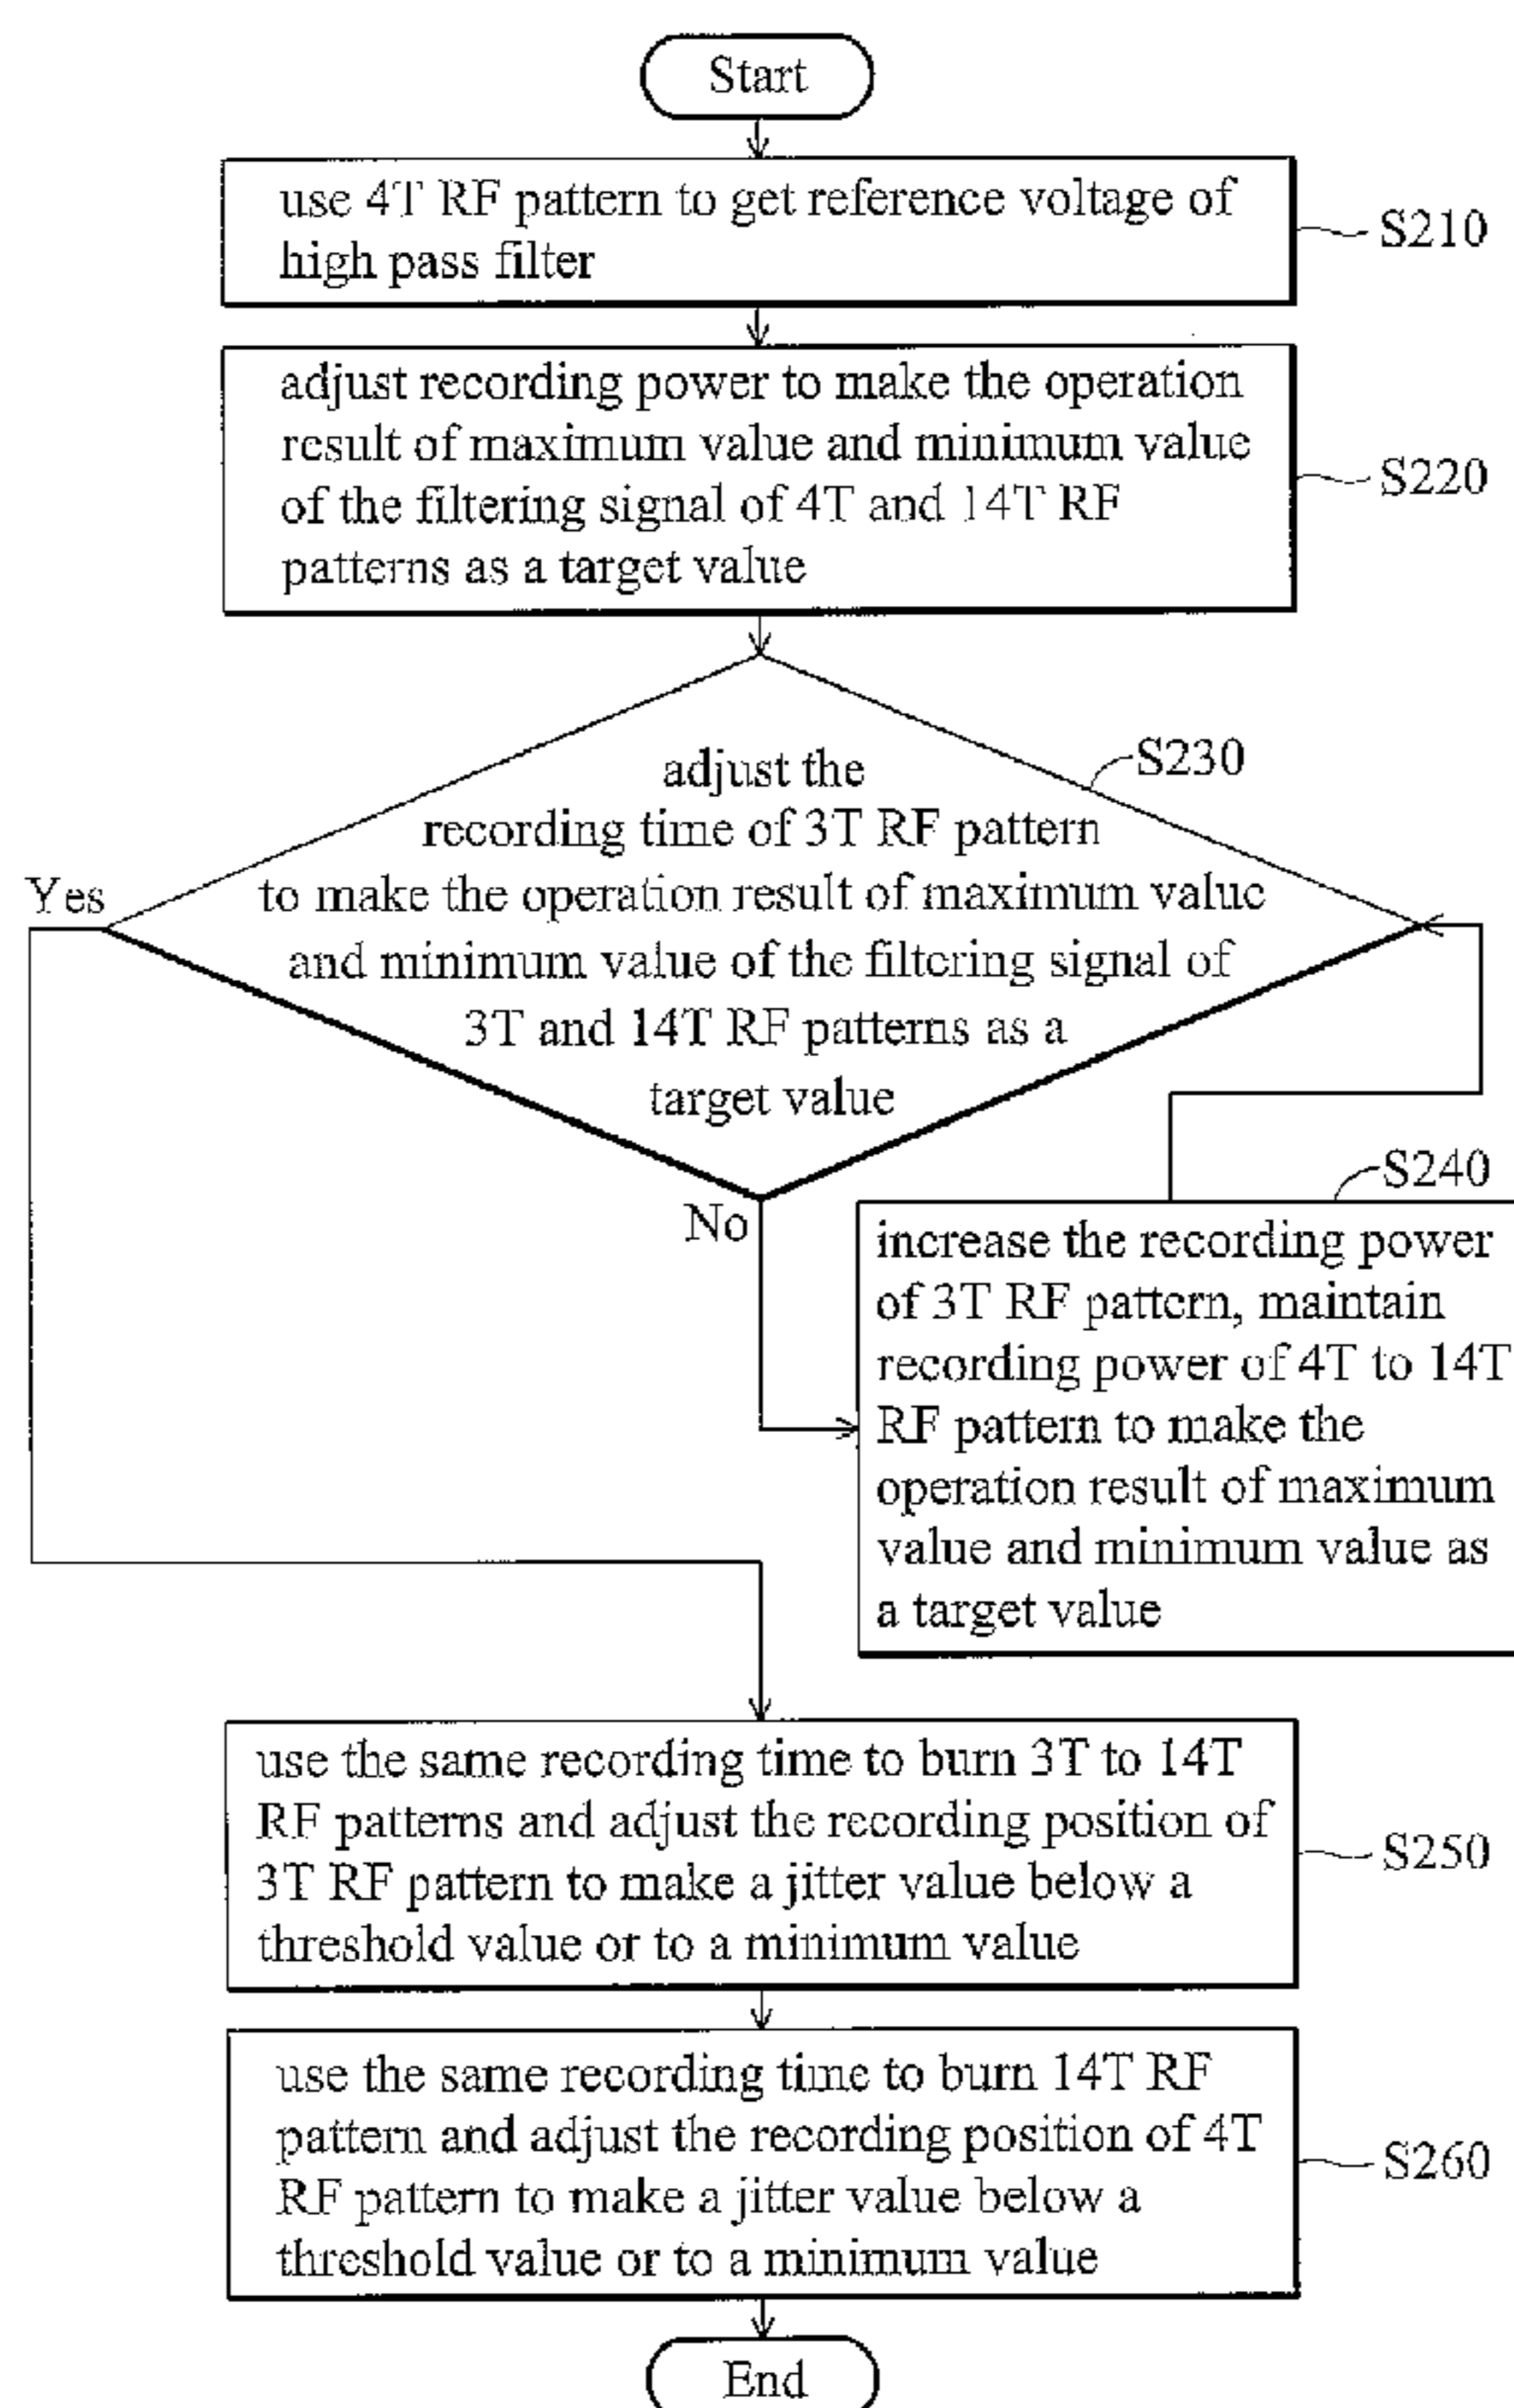 Start
use 4T RF pattern to get reference voltage of
high pass filter
S210
adjust recording power to make the operation
result of maximum value and minimum value
of the filtering signal of 4T and 14T RF
patterns as a target value
S220
adjust the
S230
recording time of 3T RF pattern
to make the operation result of maximum value
and minimum value of the filtering signal of
3T and 14T RF patterns as a
target value
Yes
No
S240
increase the recording power
of 3T RF pattern, maintain
recording power of 4T to 14T
RF pattern to make the
operation result of maximum
value and minimum value as
a target value
use the same recording time to burn 3T to 14T
RF patterns and adjust the recording position of
3T RF pattern to make a jitter value below a
threshold value or to a minimum value
S250
use the same recording time to burn 14T RF
pattern and adjust the recording position of 4T
RF pattern to make a jitter value below a
threshold value or to a minimum value
S260
End